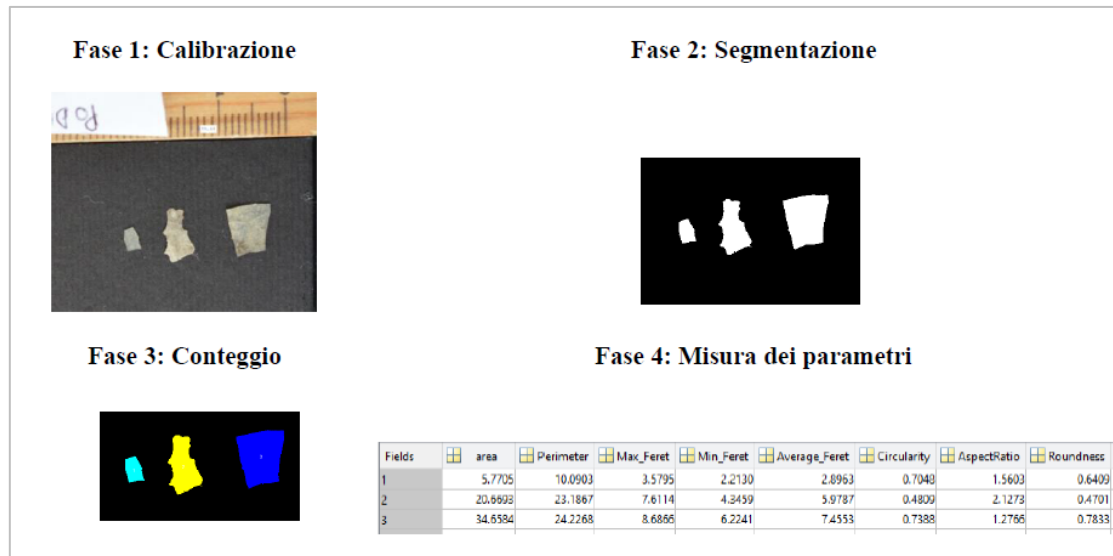 Fase 1: Calibrazione
Fase 2: Segmentazione
Fase 3: Conteggio
Fase 4: Misura dei parametri
Fields area Perimeter Max_Feret Min_Feret Average_Feret Circularity AspectRatio Roundness
1 5.7705 10.0903 3.5795 2.2130 2.8963 0.7048 1.5603 0.6409
2 20.6693 23.1867 7.6114 4.3459 5.9787 0.4809 2.1273 0.4701
3 34.6584 24.2268 8.6866 6.2241 7.4553 0.7388 1.2766 0.7833